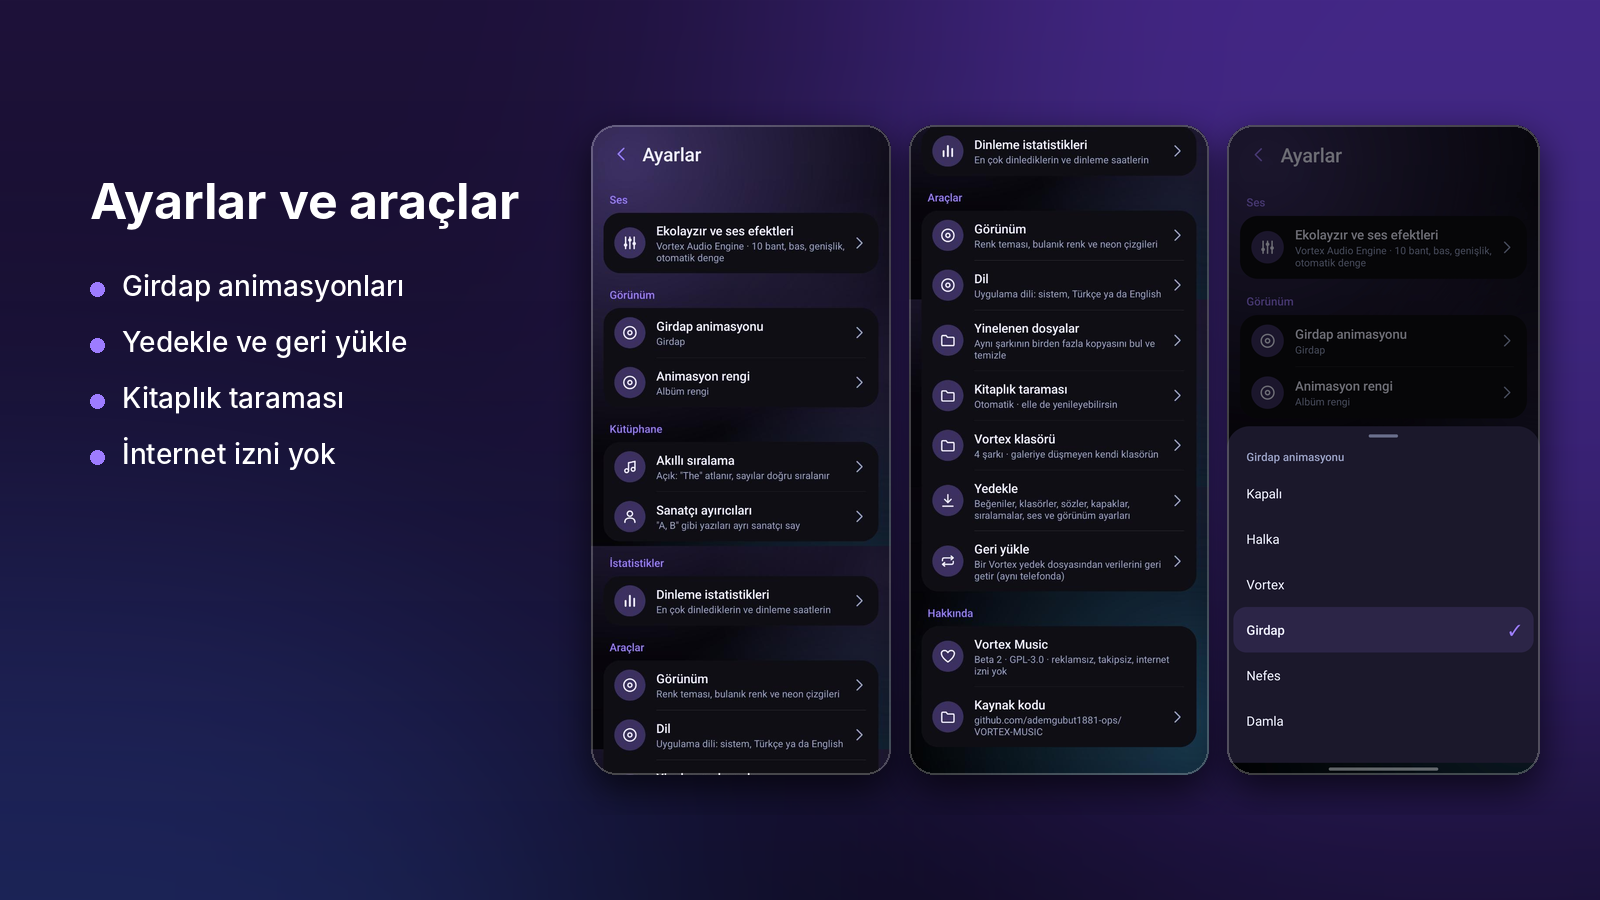 Ayarlar ve araçlar
Girdap animasyonları
Yedekle ve geri yükle
Kitaplık taraması
İnternet izni yok
Ayarlar
Ses
Ekolayzır ve ses efektleri
Vortex Audio Engine · 10 bant, bas, genişlik,
otomatik denge
Görünüm
Girdap animasyonu
Girdap
Animasyon rengi
Albüm rengi
Kütüphane
Akıllı sıralama
Açık: "The" atlanır, sayılar doğru sıralanır
Sanatçı ayırıcıları
"A, B" gibi yazıları ayrı sanatçı say
İstatistikler
Dinleme istatistikleri
En çok dinlediklerin ve dinleme saatlerin
Araçlar
Görünüm
Renk teması, bulanık renk ve neon çizgileri
Dil
Uygulama dili: sistem, Türkçe ya da English
Dinleme istatistikleri
En çok dinlediklerin ve dinleme saatlerin
Araçlar
Görünüm
Renk teması, bulanık renk ve neon çizgileri
Dil
Uygulama dili: sistem, Türkçe ya da English
Yinelenen dosyalar
Aynı şarkının birden fazla kopyasını bul ve
temizle
Kitaplık taraması
Otomatik · elle de yenileyebilirsin
Vortex klasörü
4 şarkı · galeriye düşmeyen kendi klasörün
Yedekle
Beğeniler, klasörler, sözler, kapaklar,
sıralamalar, ses ve görünüm ayarları
Geri yükle
Bir Vortex yedek dosyasından verilerini geri
getir (aynı telefonda)
Hakkında
Vortex Music
Beta 2 · GPL-3.0 · reklamsız, takipsiz, internet
izni yok
Kaynak kodu
github.com/ademgubut1881-ops/
VORTEX-MUSIC
Ayarlar
Ses
Ekolayzır ve ses efektleri
Vortex Audio Engine · 10 bant, bas, genişlik,
otomatik denge
Görünüm
Girdap animasyonu
Girdap
Animasyon rengi
Albüm rengi
Girdap animasyonu
Kapalı
Halka
Vortex
Girdap
Nefes
Damla